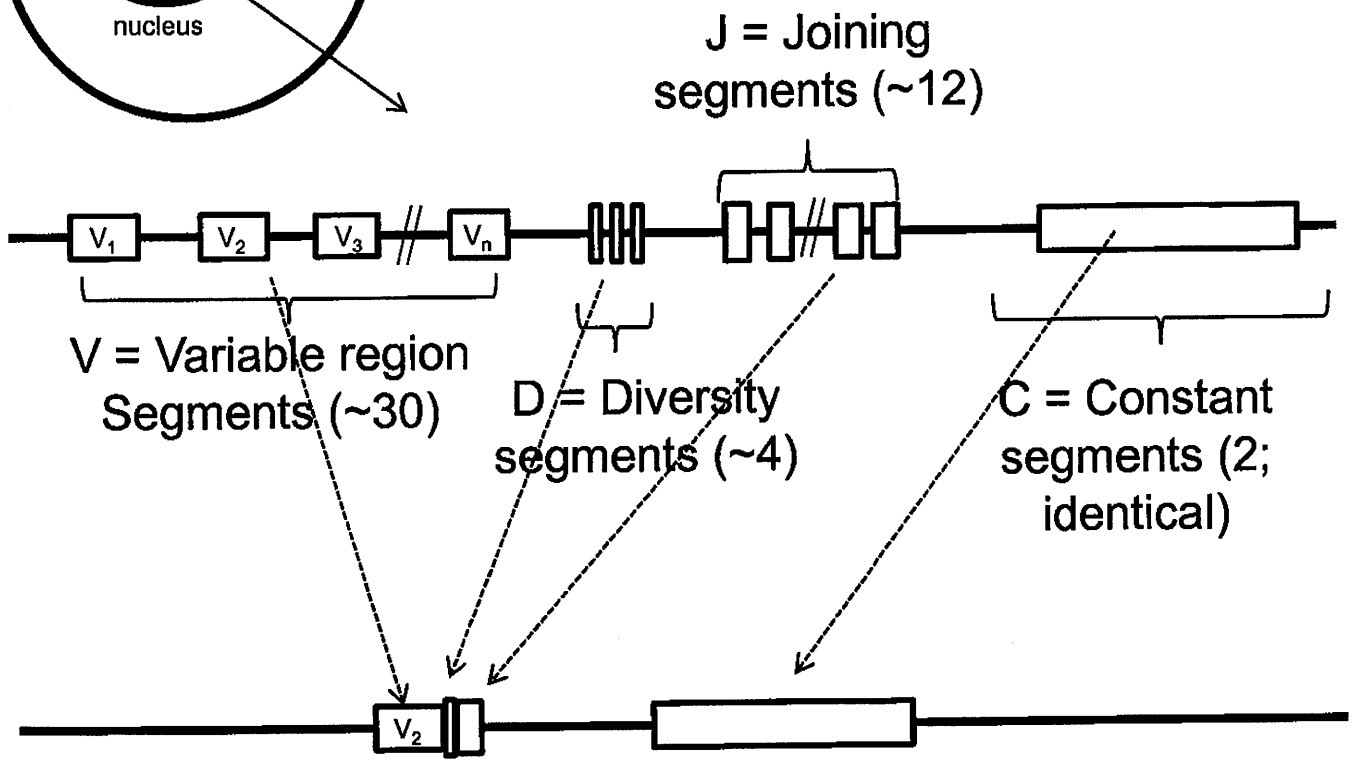 nucleus
J = Joining
segments (~12)
V₁
V₂
V₃
Vₙ
V = Variable region
Segments (~30)
D = Diversity
segments (~4)
C = Constant
segments (2;
identical)
V₂